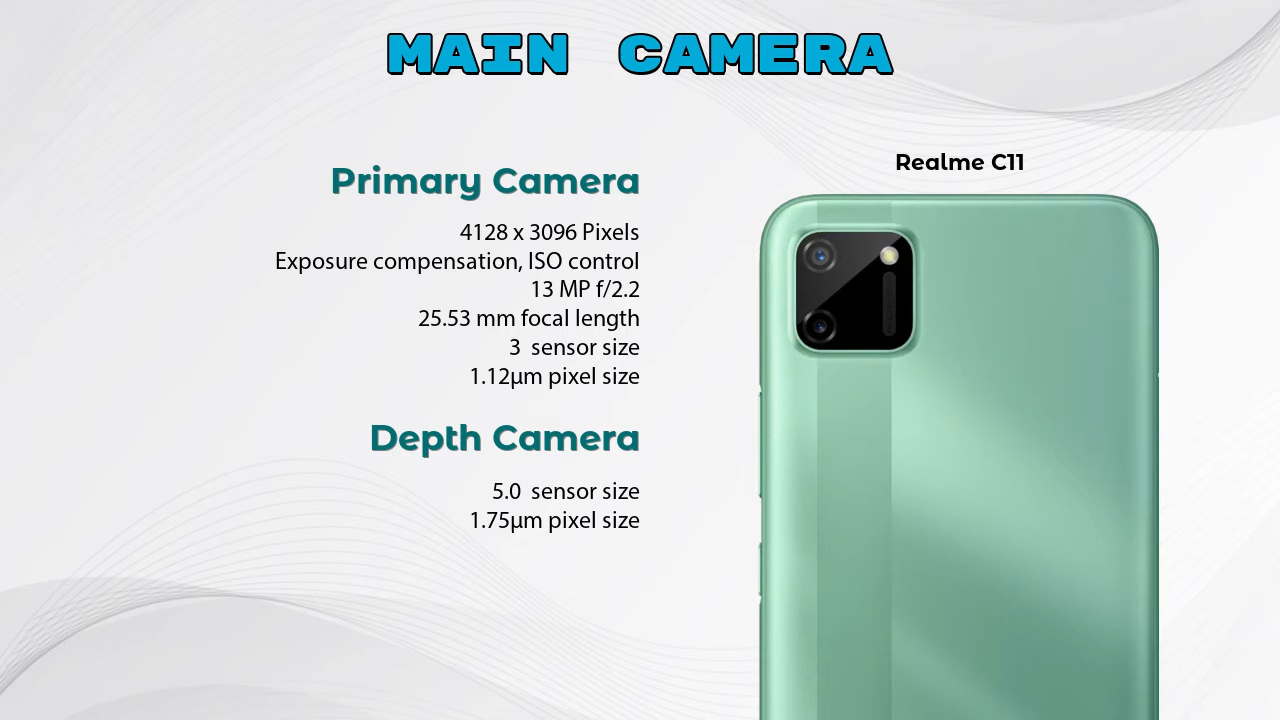 MAIN CAMERA
Realme C11
Primary Camera
4128 x 3096 Pixels
Exposure compensation, ISO control
13 MP f/2.2
25.53 mm focal length
3 sensor size
1.12µm pixel size
Depth Camera
5.0 sensor size
1.75µm pixel size